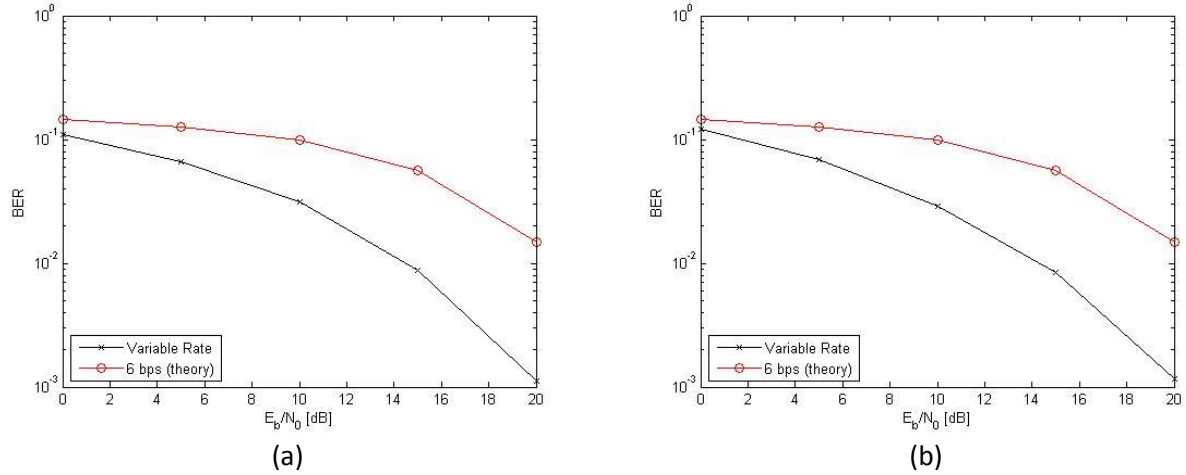 10^0
10^-1
10^-2
10^-3
BER
0 2 4 6 8 10 12 14 16 18 20
E_b/N_0 [dB]
Variable Rate
6 bps (theory)
(a)
10^0
10^-1
10^-2
10^-3
BER
0 2 4 6 8 10 12 14 16 18 20
E_b/N_0 [dB]
Variable Rate
6 bps (theory)
(b)